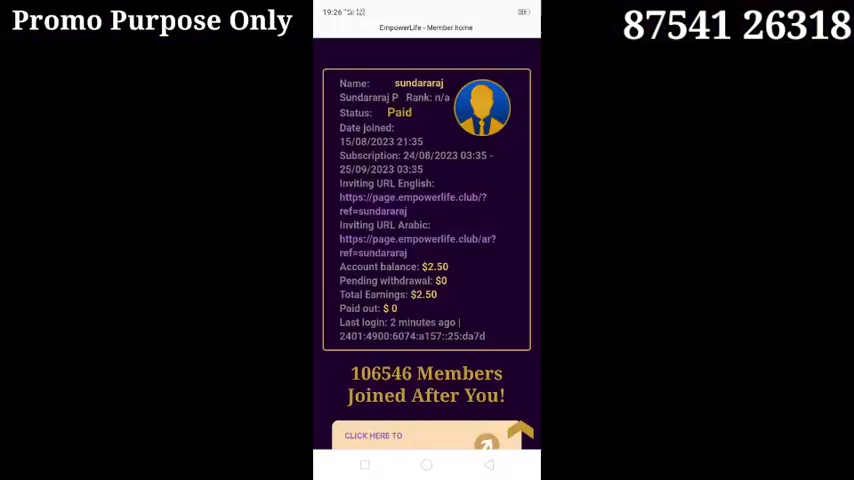 Promo Purpose Only
87541 26318
19:26
EmpowerLife - Member home
Name: sundararaj
Sundararaj P Rank: n/a
Status: Paid
Date joined:
15/08/2023 21:35
Subscription: 24/08/2023 03:35 -
25/09/2023 03:35
Inviting URL English:
https://page.empowerlife.club/?
ref=sundararaj
Inviting URL Arabic:
https://page.empowerlife.club/ar?
ref=sundararaj
Account balance: $2.50
Pending withdrawal: $0
Total Earnings: $2.50
Paid out: $ 0
Last login: 2 minutes ago |
2401:4900:6074:a157::25:da7d
106546 Members
Joined After You!
CLICK HERE TO